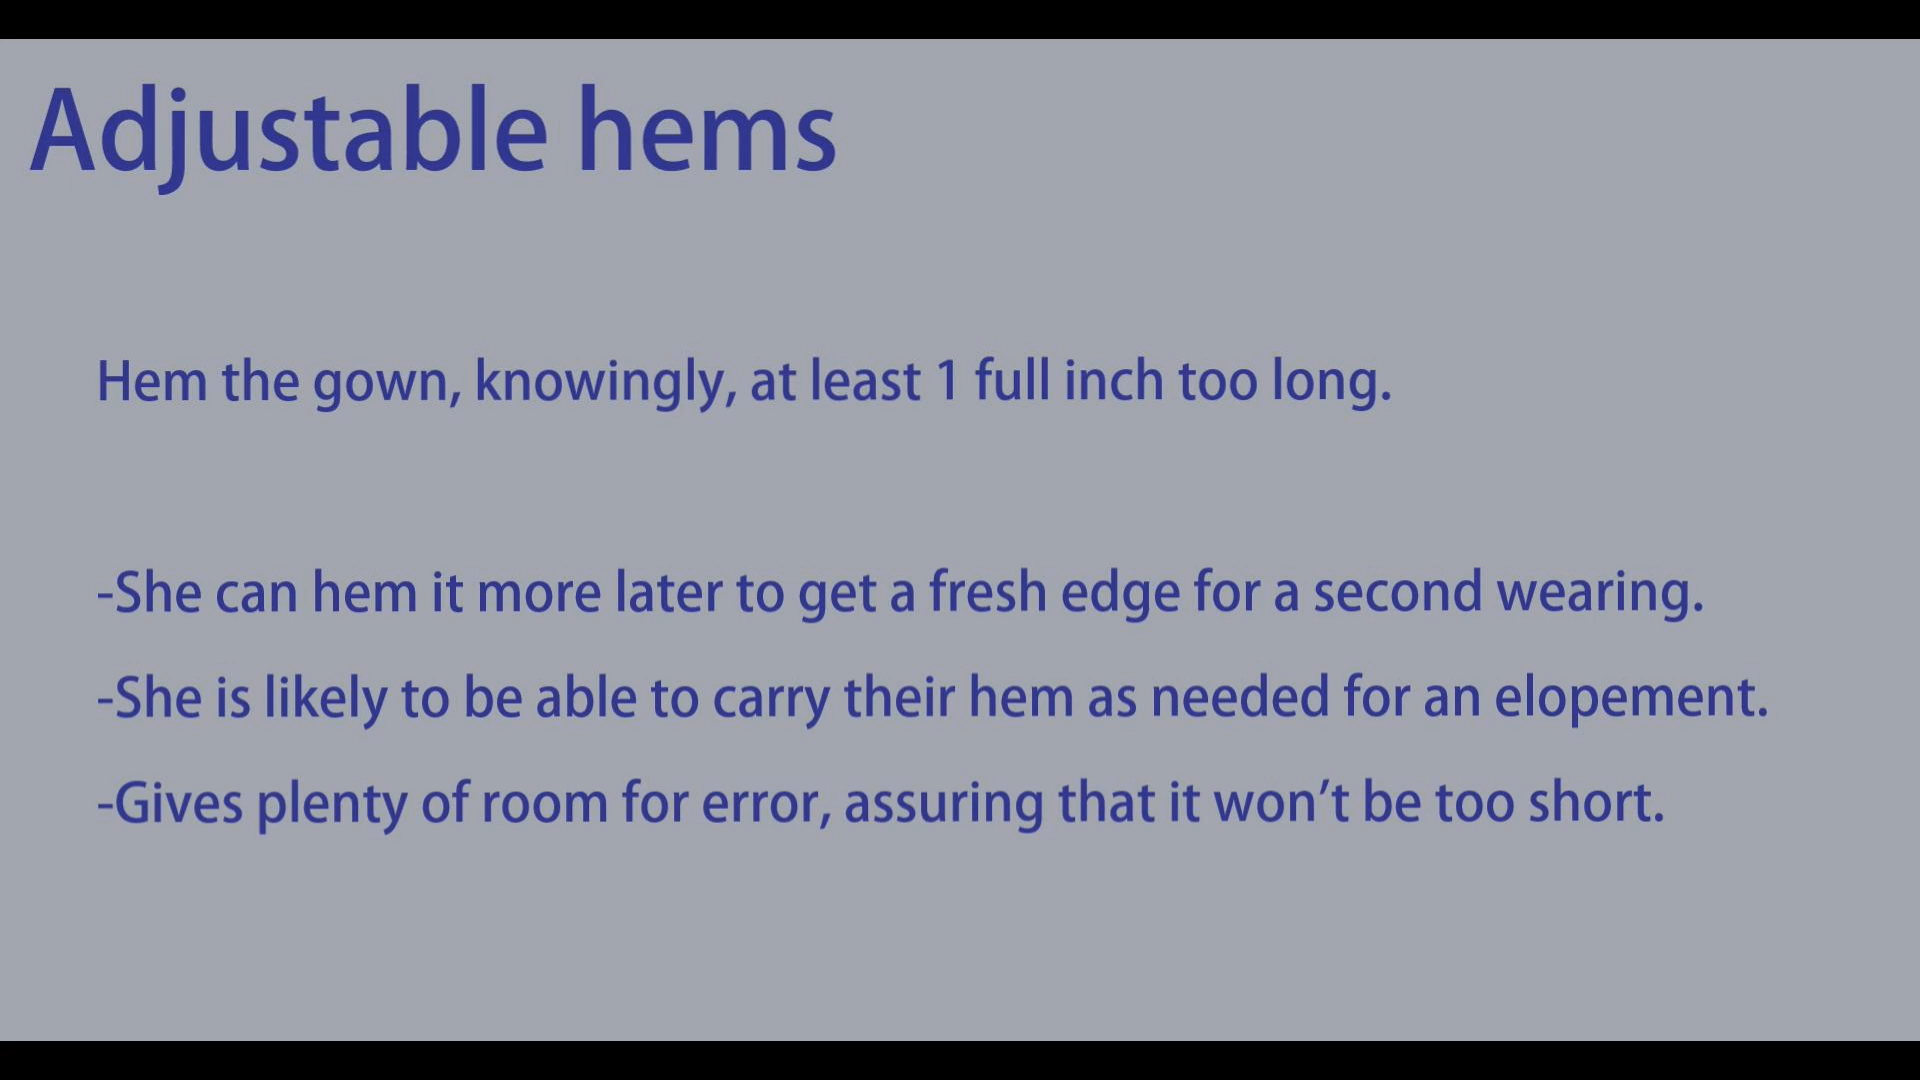 Adjustable hems
Hem the gown, knowingly, at least 1 full inch too long.
-She can hem it more later to get a fresh edge for a second wearing.
-She is likely to be able to carry their hem as needed for an elopement.
-Gives plenty of room for error, assuring that it won’t be too short.